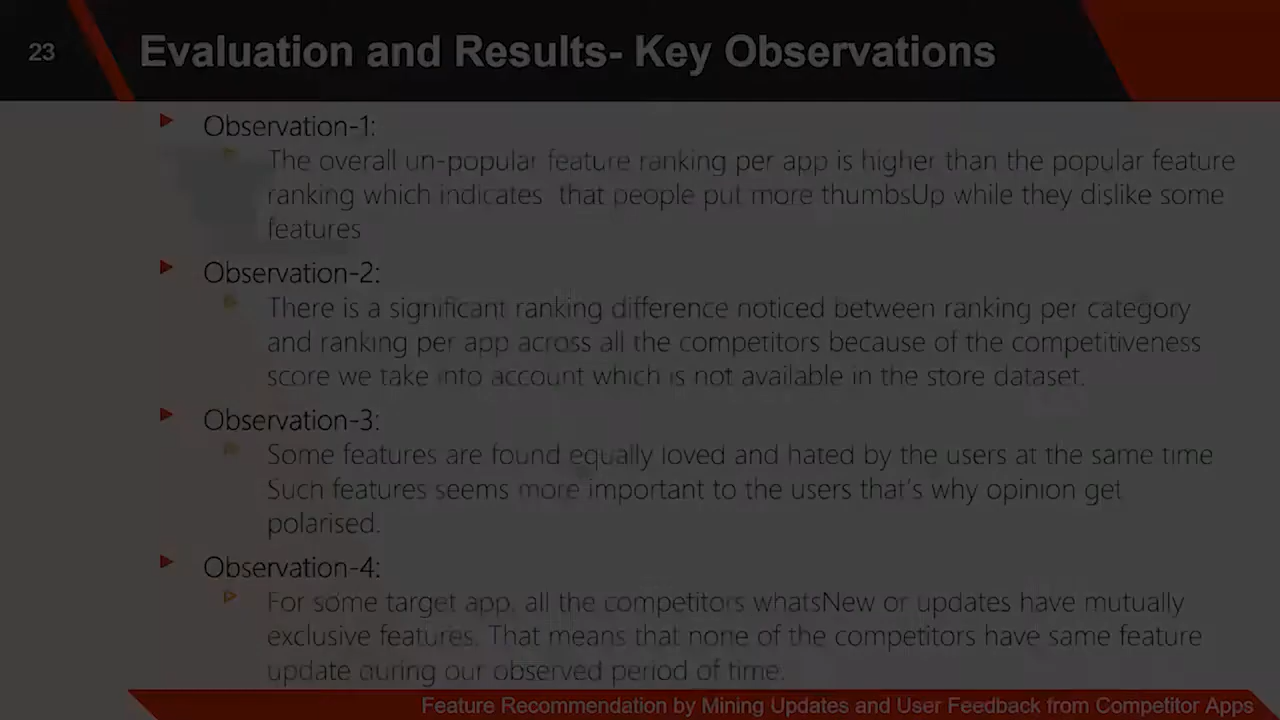 23
Evaluation and Results- Key Observations
Observation-1:
The overall un-popular feature ranking per app is higher than the popular feature
ranking which indicates that people put more thumbsUp while they dislike some
features
Observation-2:
There is a significant ranking difference noticed between ranking per category
and ranking per app across all the competitors because of the competitiveness
score we take into account which is not available in the store dataset.
Observation-3:
Some features are found equally loved and hated by the users at the same time
Such features seems more important to the users that's why opinion get
polarised.
Observation-4:
For some target app, all the competitors whatsNew or updates have mutually
exclusive features. That means that none of the competitors have same feature
update during our observed period of time.
Feature Recommendation by Mining Updates and User Feedback from Competitor Apps